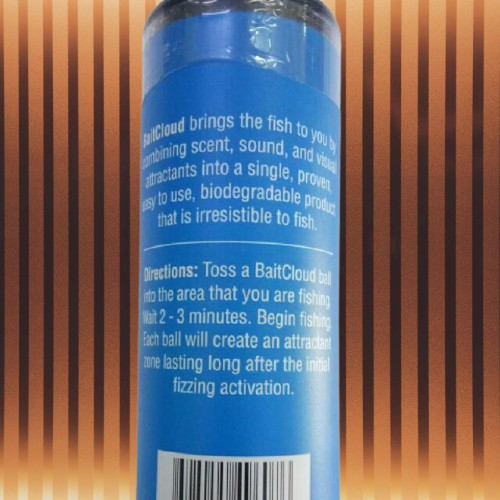 BaitCloud brings the fish to you by
combining scent, sound, and visual
attractants into a single, proven,
easy to use, biodegradable product
that is irresistible to fish.
Directions: Toss a BaitCloud ball
into the area that you are fishing.
Wait 2 - 3 minutes. Begin fishing.
Each ball will create an attractant
zone lasting long after the initial
fizzing activation.